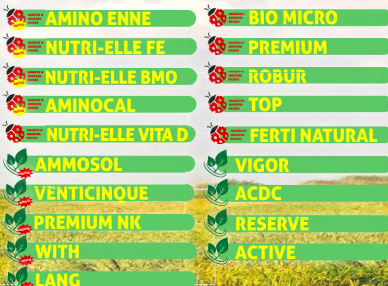 AMINO ENNE
NUTRI-ELLE FE
NUTRI-ELLE BMO
AMINOCAL
NUTRI-ELLE VITA D
AMMOSOL
VENTICINQUE
PREMIUM NK
WITH
LANG
BIO MICRO
PREMIUM
ROBUR
TOP
FERTI NATURAL
VIGOR
ACDC
RESERVE
ACTIVE